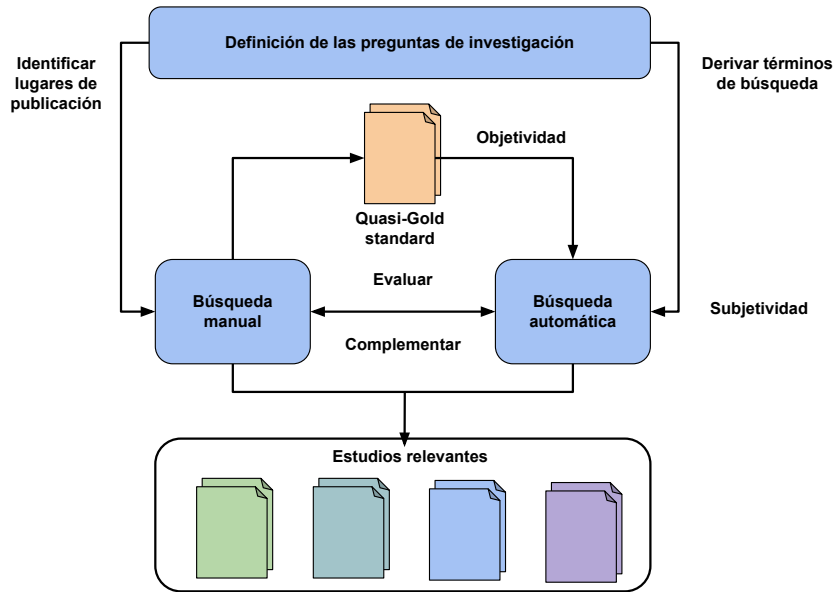 Definición de las preguntas de investigación
Identificar
lugares de
publicación
Derivar términos
de búsqueda
Objetividad
Quasi-Gold
standard
Evaluar
Búsqueda
manual
Búsqueda
automática
Subjetividad
Complementar
Estudios relevantes